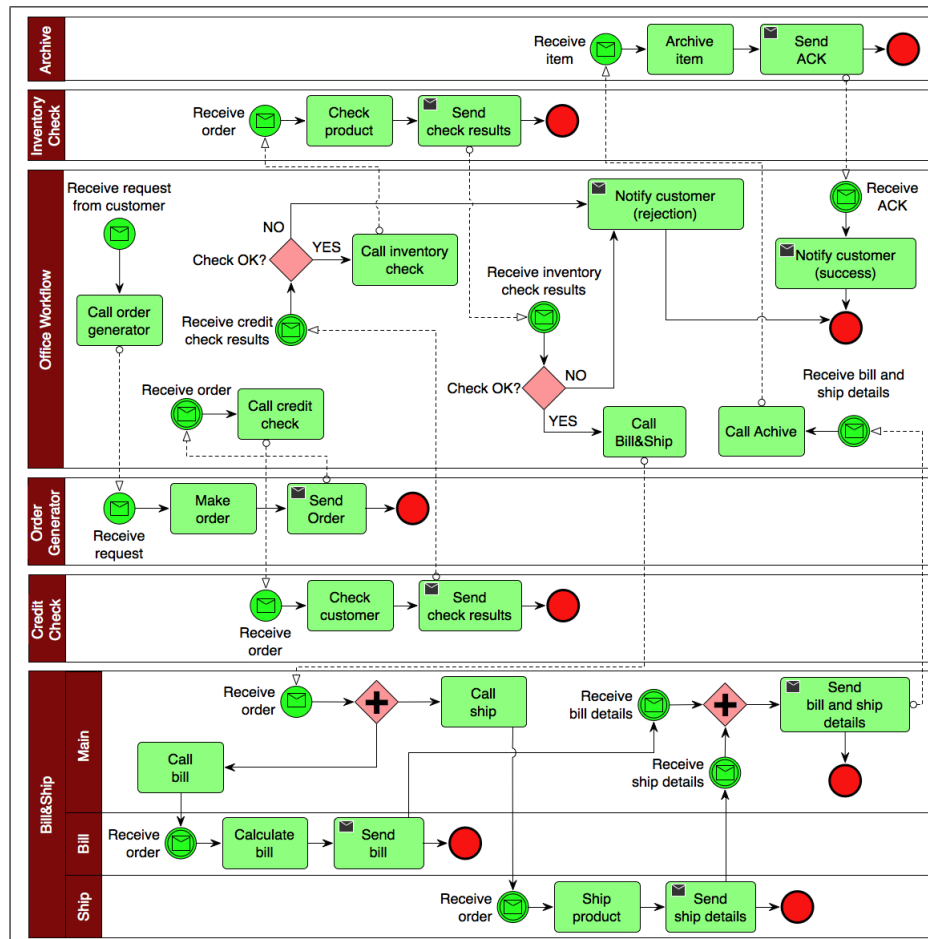 Archive
Receive
item
Archive
item
Send
ACK
Inventory
Check
Receive
order
Check
product
Send
check results
Office Workflow
Receive request
from customer
Call order
generator
NO
Check OK?
YES
Call inventory
check
Receive credit
check results
Receive order
Call credit
check
Notify customer
(rejection)
Receive inventory
check results
Check OK?
NO
YES
Call
Bill&Ship
Receive
ACK
Notify customer
(success)
Receive bill and
ship details
Call Achive
Order
Generator
Receive
request
Make
order
Send
Order
Credit
Check
Receive
order
Check
customer
Send
check results
Bill&Ship
Main
Receive
order
Call
ship
Call
bill
Receive
bill details
Receive
ship details
Send
bill and ship
details
Bill
Receive
order
Calculate
bill
Send
bill
Ship
Receive
order
Ship
product
Send
ship details